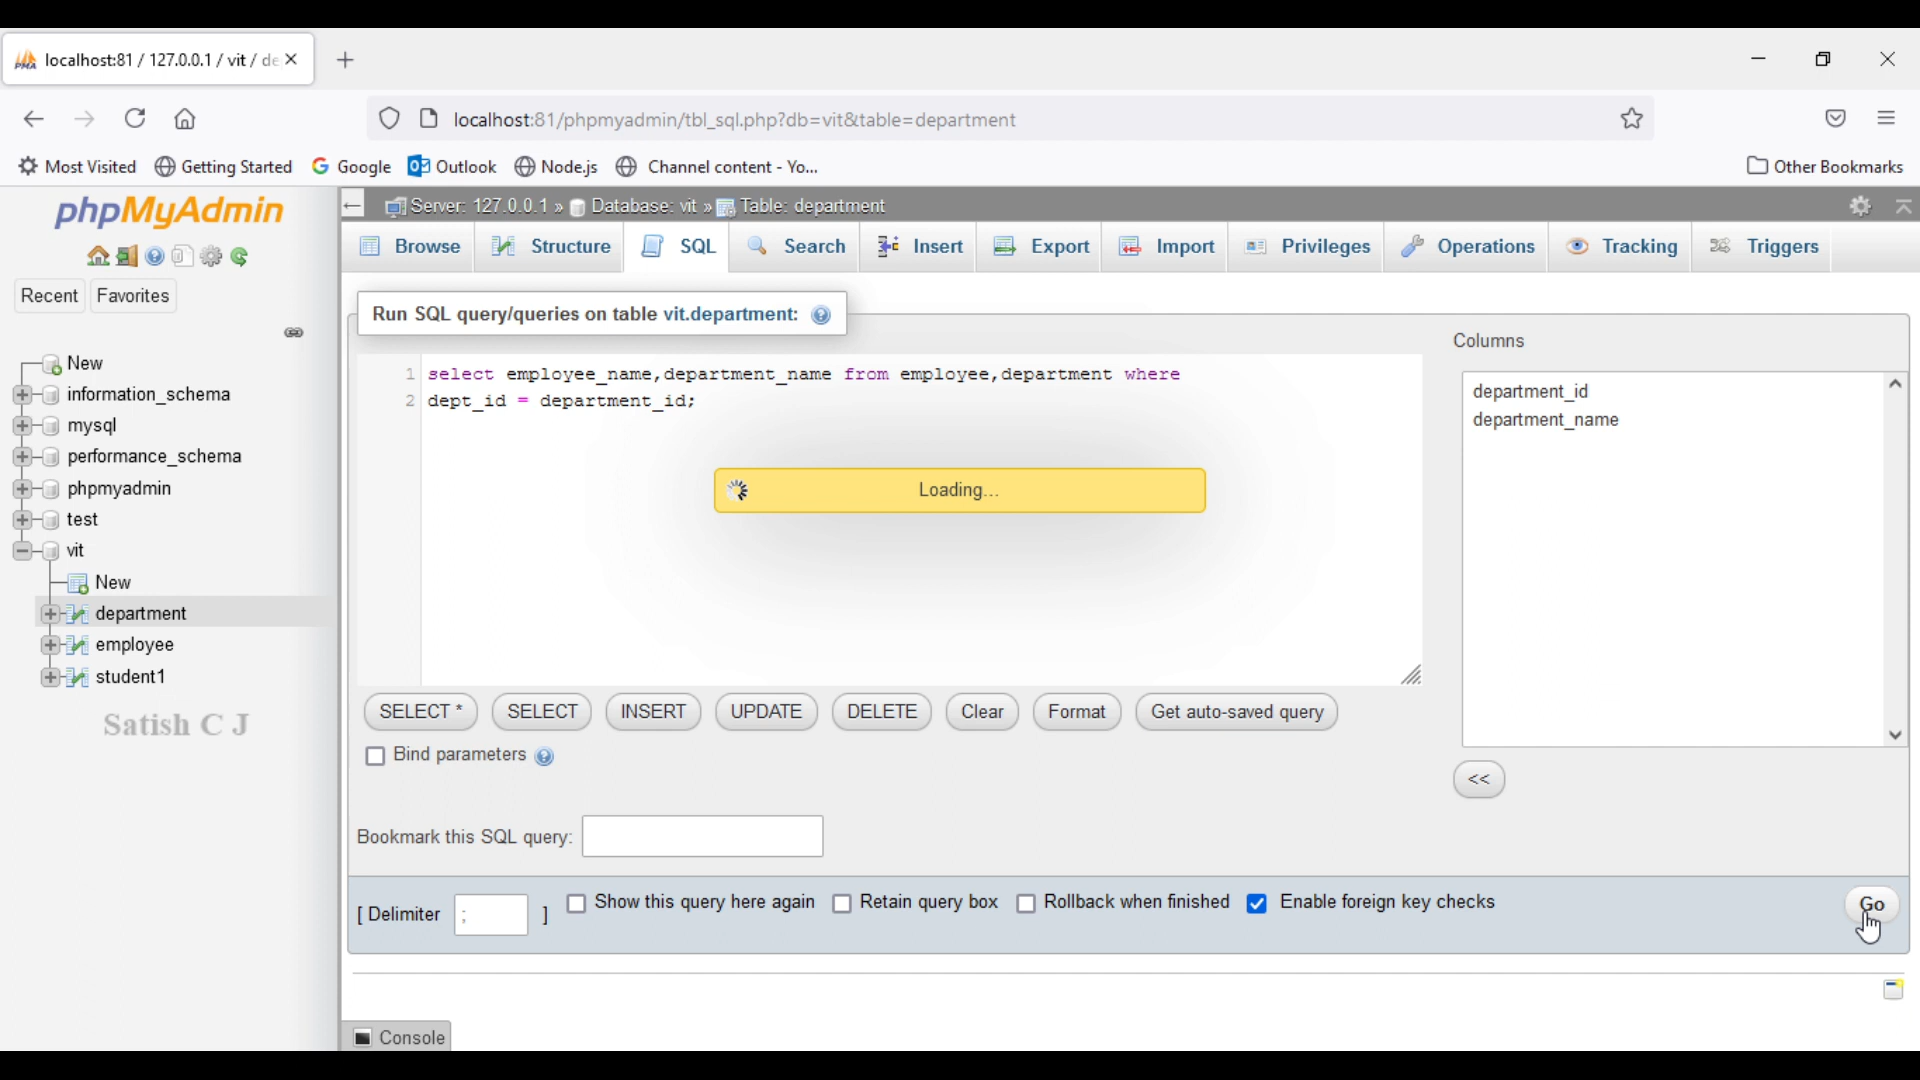 localhost:81 / 127.0.0.1 / vit / de
localhost:81/phpmyadmin/tbl_sql.php?db=vit&table=department
Most Visited Getting Started Google Outlook Node.js Channel content - Yo... Other Bookmarks
phpMyAdmin
Server: 127.0.0.1 » Database: vit » Table: department
Browse Structure SQL Search Insert Export Import Privileges Operations Tracking Triggers
Recent Favorites
New
information_schema
mysql
performance_schema
phpmyadmin
test
vit
New
department
employee
student1
Satish C J
Run SQL query/queries on table vit.department:
1 select employee_name,department_name from employee,department where
2 dept_id = department_id;
Loading...
Columns
department_id
department_name
SELECT * SELECT INSERT UPDATE DELETE Clear Format Get auto-saved query
Bind parameters
<<
Bookmark this SQL query:
[ Delimiter ; ] Show this query here again Retain query box Rollback when finished Enable foreign key checks Go
Console